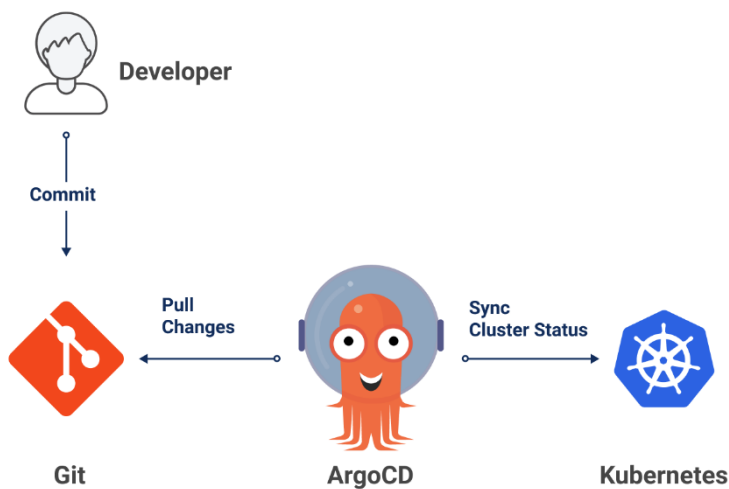 Developer
Commit
Pull
Changes
Sync
Cluster Status
Git
ArgoCD
Kubernetes